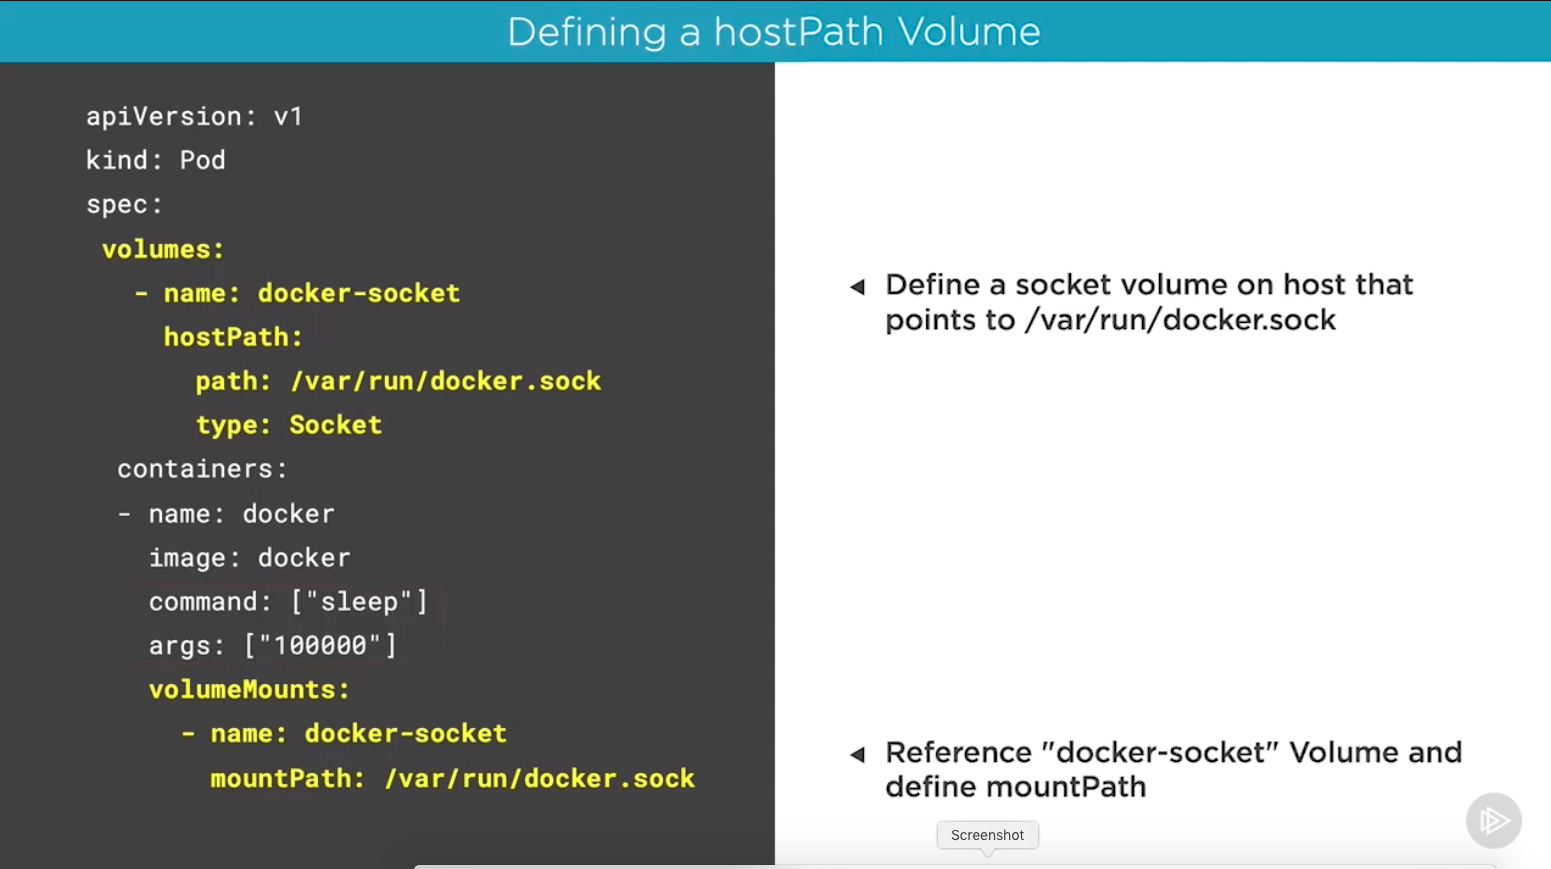 Defining a hostPath Volume
apiVersion: v1
kind: Pod
spec:
volumes:
- name: docker-socket
hostPath:
path: /var/run/docker.sock
type: Socket
containers:
- name: docker
image: docker
command: ["sleep"]
args: ["100000"]
volumeMounts:
- name: docker-socket
mountPath: /var/run/docker.sock
Define a socket volume on host that
points to /var/run/docker.sock
Reference "docker-socket" Volume and
define mountPath
Screenshot